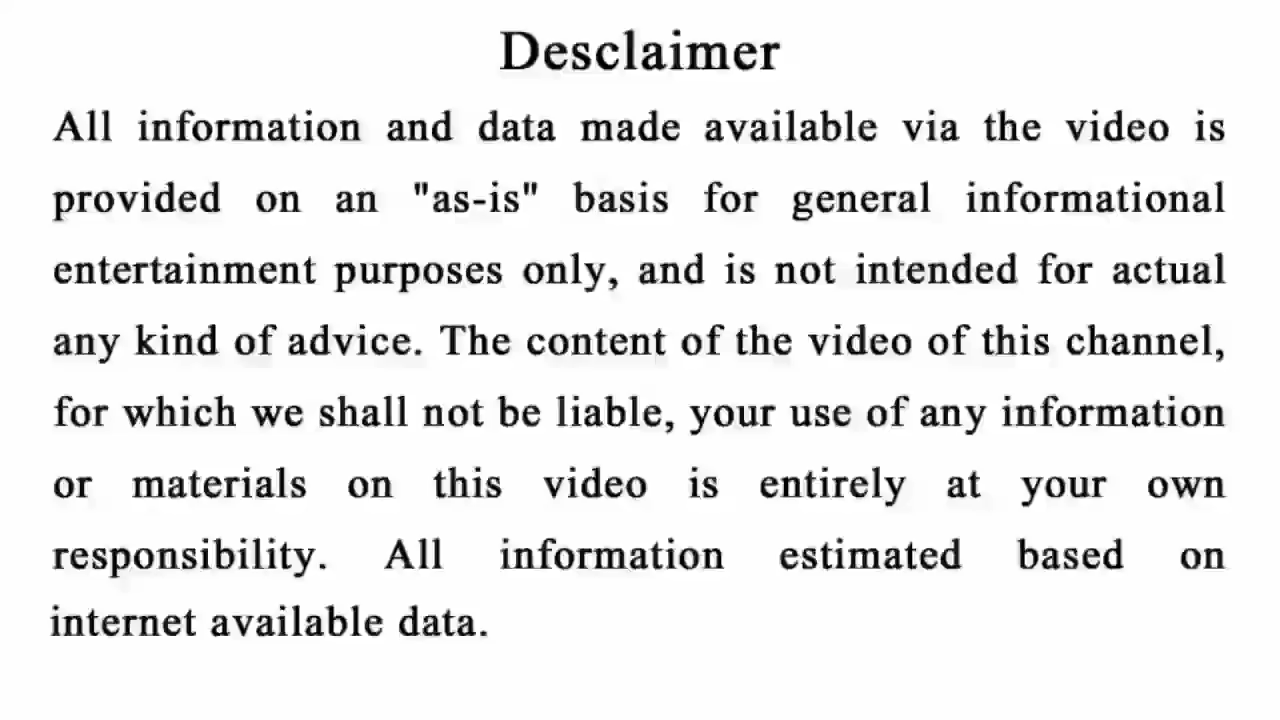 Desclaimer
All information and data made available via the video is
provided on an "as-is" basis for general informational
entertainment purposes only, and is not intended for actual
any kind of advice. The content of the video of this channel,
for which we shall not be liable, your use of any information
or materials on this video is entirely at your own
responsibility. All information estimated based on
internet available data.